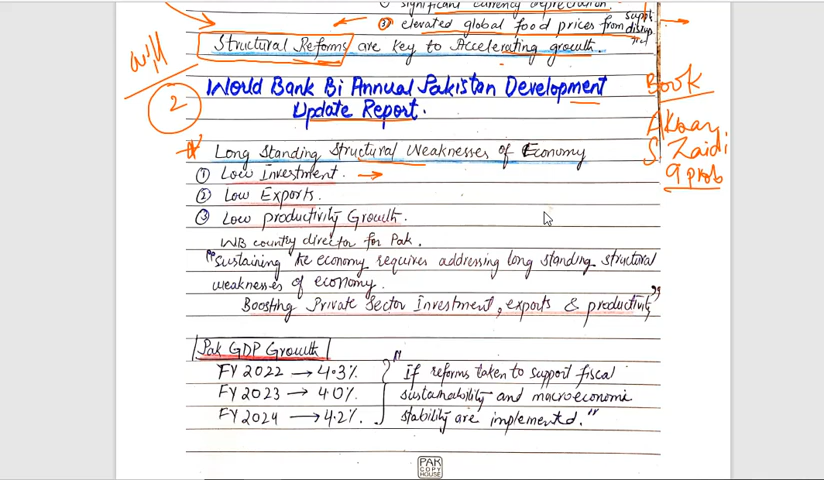 significant currency depreciation
③ elevated global food prices from
supply
disrup
Structural Reforms are key to Accelerating growth.
will
② World Bank Bi Annual Pakistan Development
Update Report.
Book
Akbar
S Zaidi
9 prob
Long Standing Structural Weaknesses of Economy
① Low Investment.
② Low Exports.
③ Low Productivity Growth.
WB country director for Pak.
"Sustaining the economy requires addressing long standing structural
weaknesses of economy.
Boosting Private Sector Investment, exports & productivity"
Pak GDP Growth
FY 2022 → 4.3%
FY 2023 → 4.0%
FY 2024 → 4.2%.
"If reforms taken to support fiscal
sustainability and macroeconomic
stability are implemented."
PAK
COPY
HOUSE